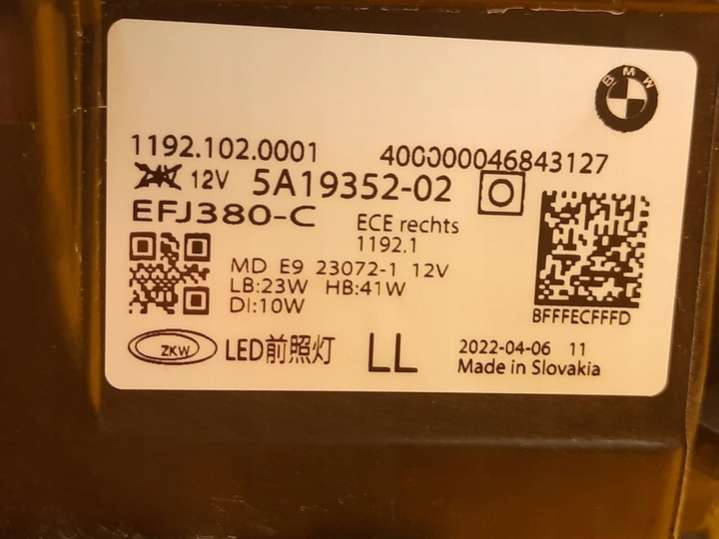 BMW
1192.102.0001 400000046843127
24V 12V 5A19352-02
EFJ380-C
ECE rechts
1192.1
MD E9 23072-1 12V
LB:23W HB:41W
DI:10W
BFFFECFFFD
ZKW LED前照灯 LL
2022-04-06 11
Made in Slovakia